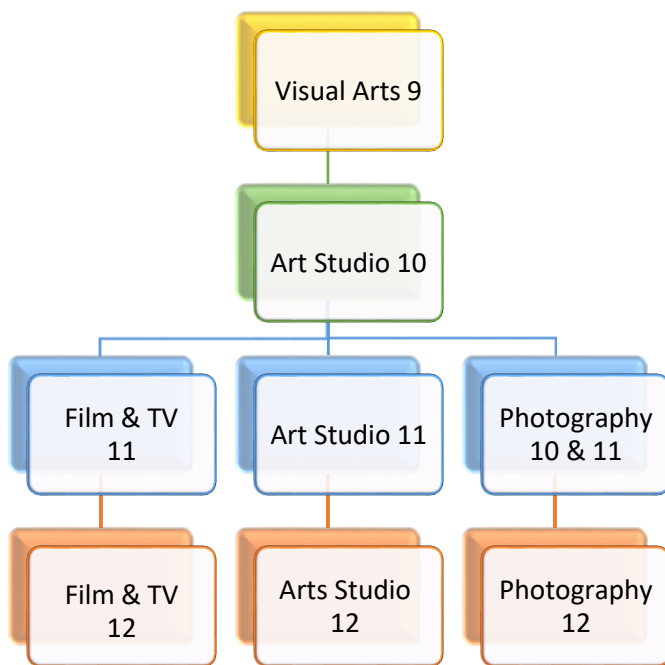 Visual Arts 9
Art Studio 10
Film & TV
11
Art Studio 11
Photography
10 & 11
Film & TV
12
Arts Studio
12
Photography
12